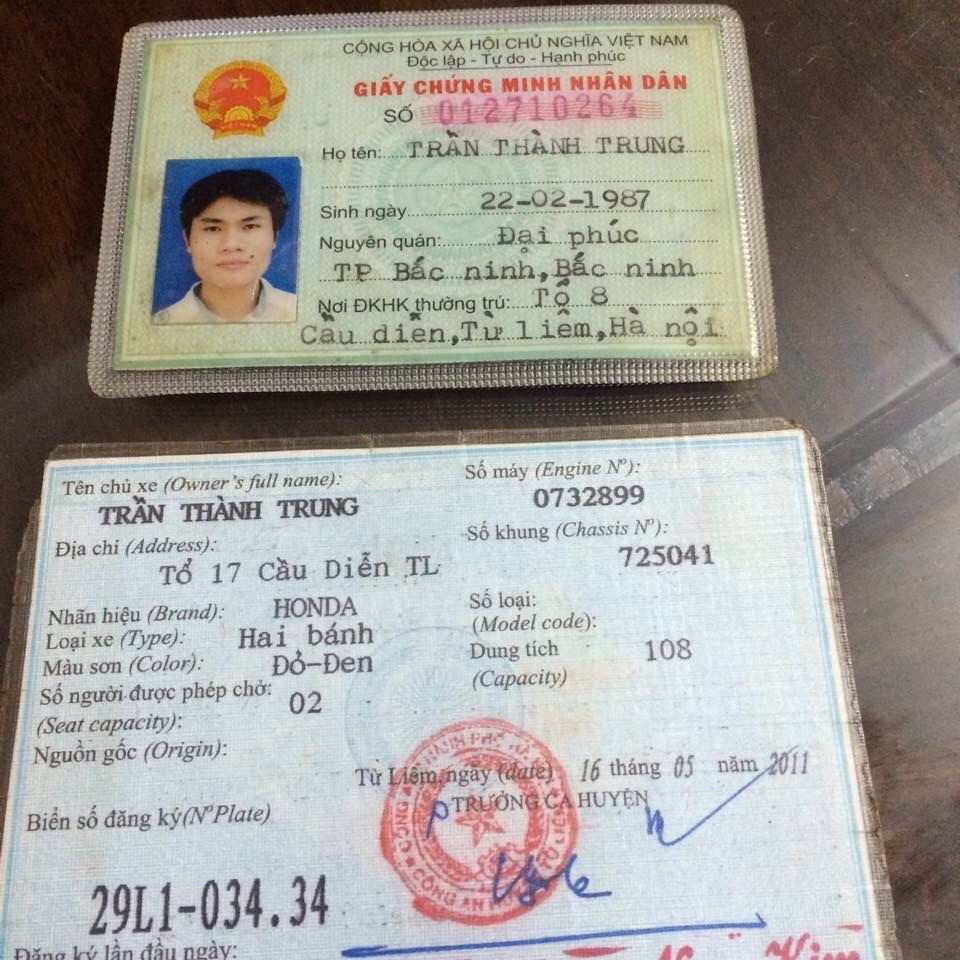 CỘNG HÒA XÃ HỘI CHỦ NGHĨA VIỆT NAM
Độc lập - Tự do - Hạnh phúc
GIẤY CHỨNG MINH NHÂN DÂN
SỐ 012710264
Họ tên: TRẦN THÀNH TRUNG
Sinh ngày 22-02-1987
Nguyên quán: Đại phúc
TP Bắc ninh, Bắc ninh
Nơi ĐKHK thường trú: Tổ 8
Cầu diễn, Từ liêm, Hà nội
VIỆT NAM
Tên chủ xe (Owner's full name):
TRẦN THÀNH TRUNG
Số máy (Engine Nº):
0732899
Địa chỉ (Address):
Tổ 17 Cầu Diễn TL
Số khung (Chassis Nº):
725041
Nhãn hiệu (Brand): HONDA
Số loại:
(Model code):
Loại xe (Type): Hai bánh
Màu sơn (Color): Đỏ-Đen
Dung tích 108
(Capacity)
Số người được phép chở: 02
(Seat capacity):
Nguồn gốc (Origin):
Từ Liêm, ngày (date) 16 tháng 05 năm 2011
TRƯỞNG CA HUYỆN
Biển số đăng ký (Nº Plate)
29L1-034.34
Đăng ký lần đầu ngày: